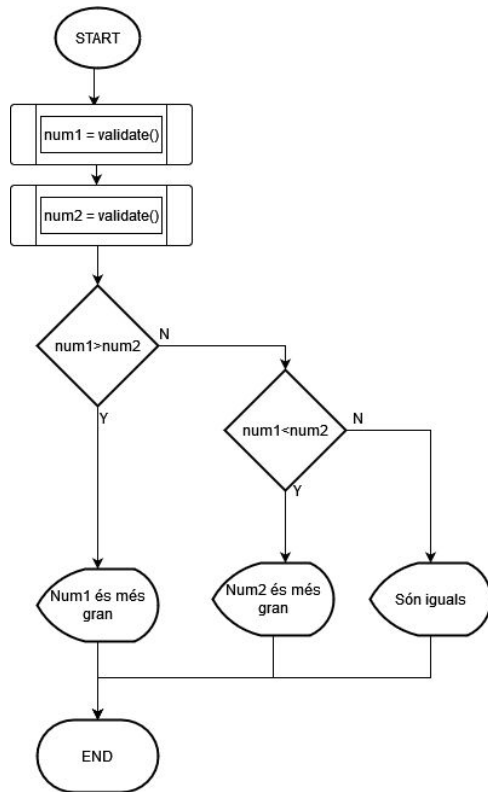 START
num1 = validate()
num2 = validate()
num1>num2
N
Y
num1<num2
N
Y
Num1 és més
gran
Num2 és més
gran
Són iguals
END